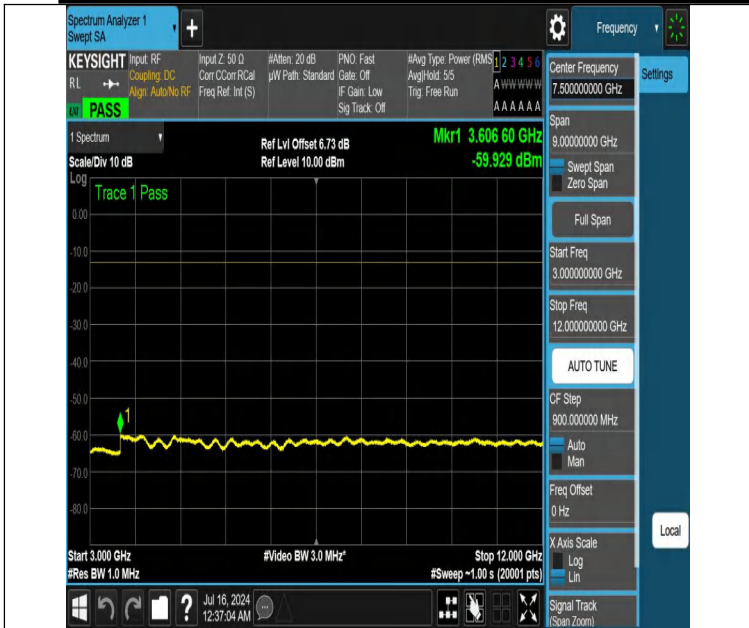 Spectrum Analyzer 1
Swept SA
+
Frequency
KEYSIGHT
RL
PASS
Input: RF
Coupling: DC
Align: Auto/No RF
Input Z: 50 Ω
Corr CCorr RCal
Freq Ref: Int (S)
#Atten: 20 dB
µW Path: Standard
PNO: Fast
Gate: Off
IF Gain: Low
Sig Track: Off
#Avg Type: Power (RMS
Avg|Hold: 5/5
Trig: Free Run
1 2 3 4 5 6
A W W W W W
A A A A A A
1 Spectrum
Scale/Div 10 dB
Ref Lvl Offset 6.73 dB
Ref Level 10.00 dBm
Mkr1 3.606 60 GHz
-59.929 dBm
Log
Trace 1 Pass
0.00
-10.0
-20.0
-30.0
-40.0
-50.0
-60.0
-70.0
-80.0
1
Start 3.000 GHz
#Res BW 1.0 MHz
#Video BW 3.0 MHz*
Stop 12.000 GHz
#Sweep ~1.00 s (20001 pts)
?
Jul 16, 2024
12:37:04 AM
Center Frequency
7.500000000 GHz
Settings
Span
9.00000000 GHz
Swept Span
Zero Span
Full Span
Start Freq
3.000000000 GHz
Stop Freq
12.000000000 GHz
AUTO TUNE
CF Step
900.000000 MHz
Auto
Man
Freq Offset
0 Hz
Local
X Axis Scale
Log
Lin
Signal Track
(Span Zoom)